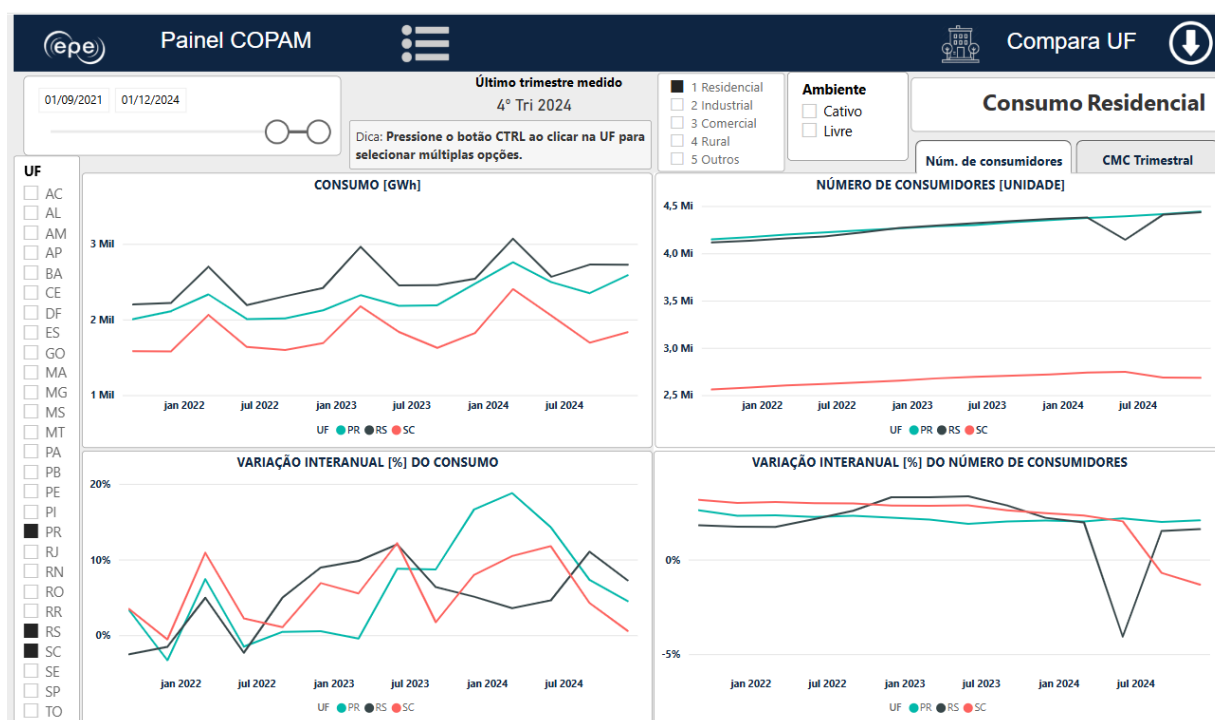 epe
Painel COPAM
Compara UF
01/09/2021 01/12/2024
Último trimestre medido
4° Tri 2024
Dica: Pressione o botão CTRL ao clicar na UF para
selecionar múltiplas opções.
1 Residencial
2 Industrial
3 Comercial
4 Rural
5 Outros
Ambiente
Cativo
Livre
Consumo Residencial
Núm. de consumidores
CMC Trimestral
UF
AC
AL
AM
AP
BA
CE
DF
ES
GO
MA
MG
MS
MT
PA
PB
PE
PI
PR
RJ
RN
RO
RR
RS
SC
SE
SP
TO
CONSUMO [GWh]
3 Mil
2 Mil
1 Mil
jan 2022 jul 2022 jan 2023 jul 2023 jan 2024 jul 2024
UF PR RS SC
NÚMERO DE CONSUMIDORES [UNIDADE]
4,5 Mi
4,0 Mi
3,5 Mi
3,0 Mi
2,5 Mi
jan 2022 jul 2022 jan 2023 jul 2023 jan 2024 jul 2024
UF PR RS SC
VARIAÇÃO INTERANUAL [%] DO CONSUMO
20%
10%
0%
jan 2022 jul 2022 jan 2023 jul 2023 jan 2024 jul 2024
UF PR RS SC
VARIAÇÃO INTERANUAL [%] DO NÚMERO DE CONSUMIDORES
0%
-5%
jan 2022 jul 2022 jan 2023 jul 2023 jan 2024 jul 2024
UF PR RS SC